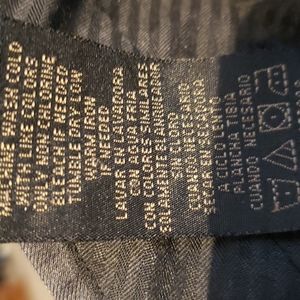 MACHINE WASH COLD
WITH LIKE COLORS
ONLY NON-CHLORINE
BLEACH IF NEEDED
TUMBLE DRY LOW
WARM IRON
IF NEEDED
LAVAR EN LAVADORA
CON AGUA FRIA
CON COLORES SIMILARES
SOLAMENTE BLANQUEADOR
SIN CLORO
CUANDO NECESARIO
SECAR EN SECADORA
A CICLO
PLANCHA TIBIA
CUANDO NECESARIO